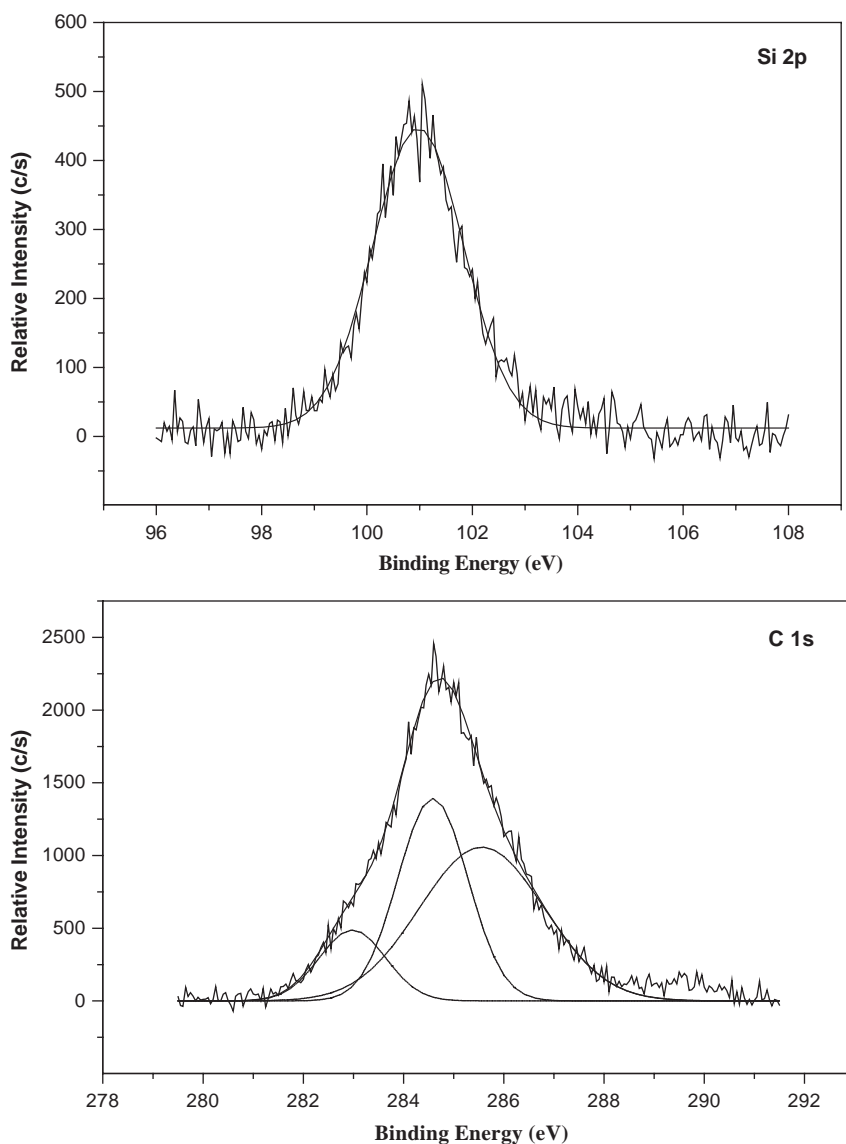 600
Si 2p
500
400
300
200
100
0
Relative Intensity (c/s)
96 98 100 102 104 106 108
Binding Energy (eV)
2500
C 1s
2000
1500
1000
500
0
Relative Intensity (c/s)
278 280 282 284 286 288 290 292
Binding Energy (eV)